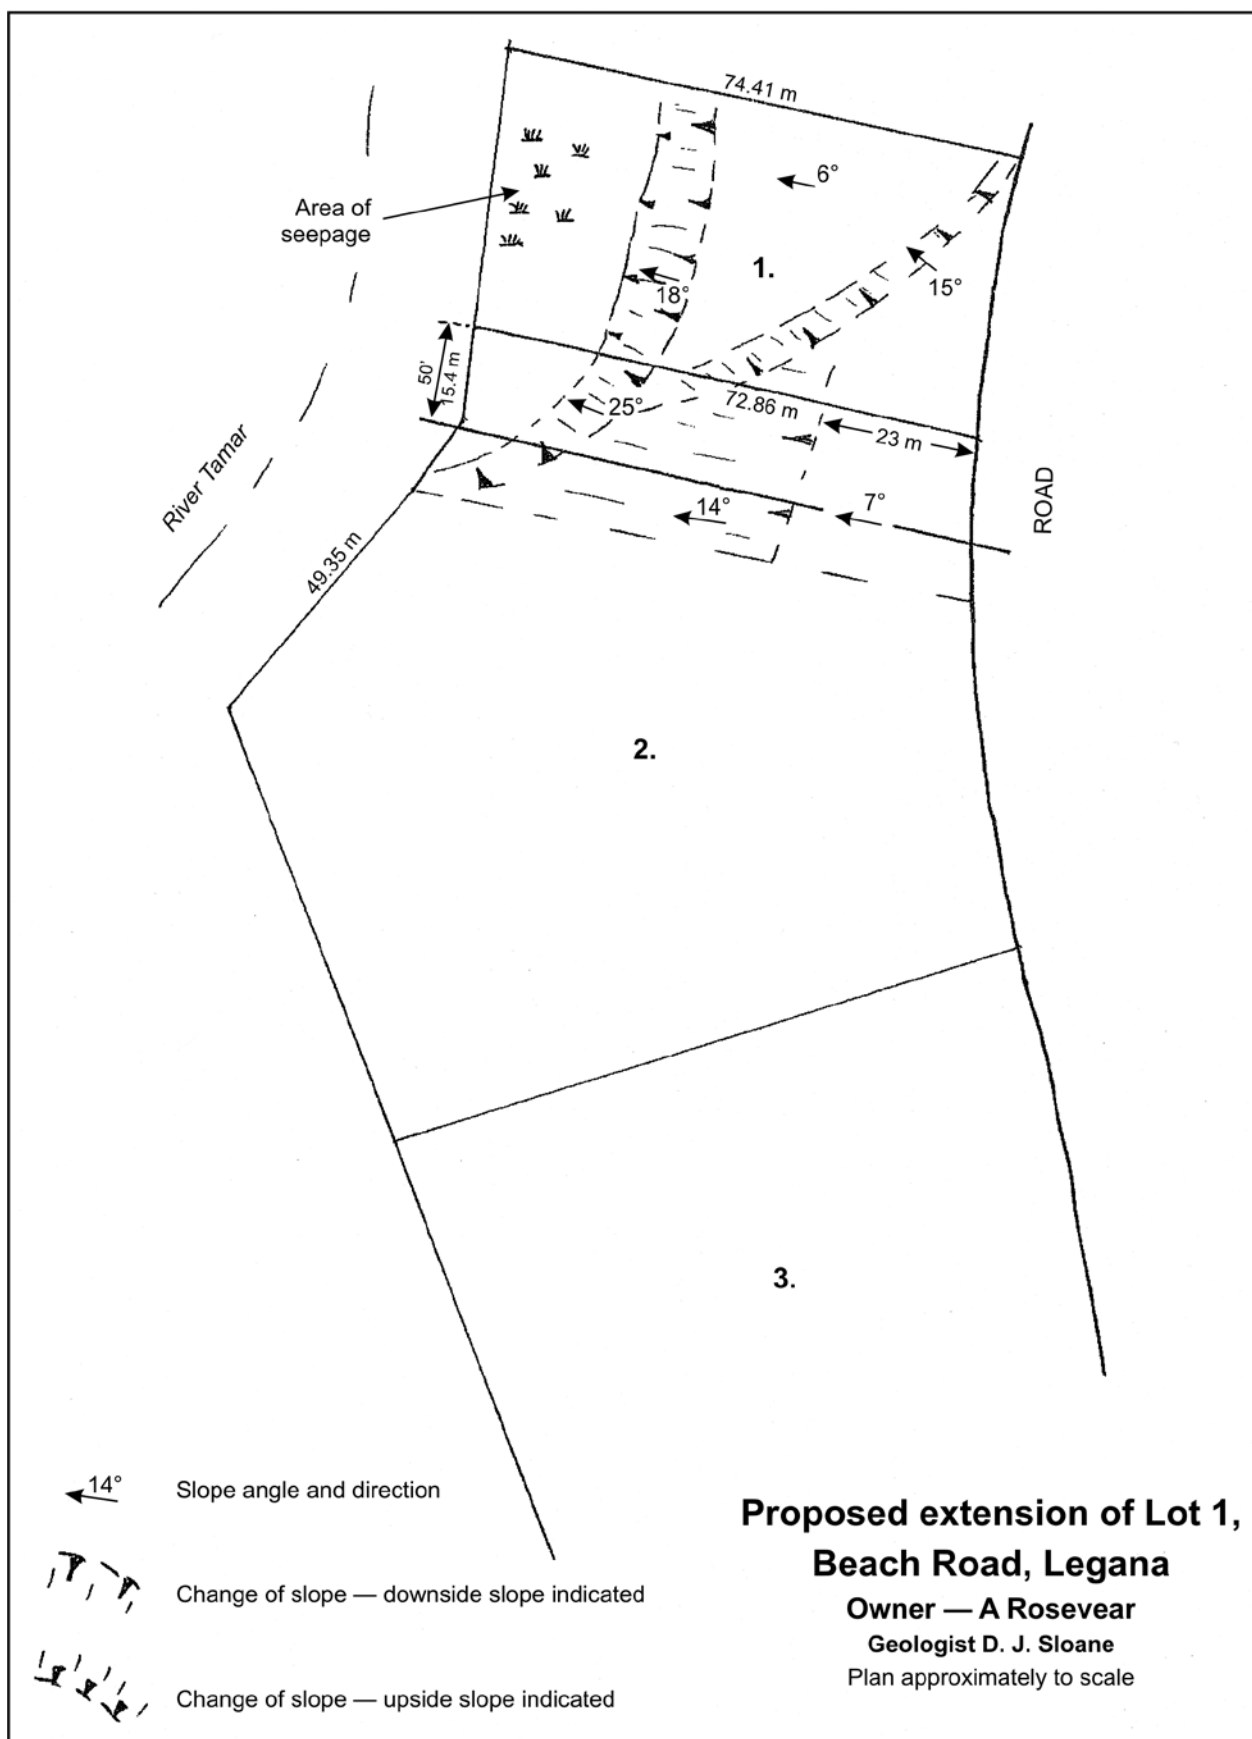 74.41 m
6°
Area of
seepage
1.
18°
15°
50'
15.4 m
25°
72.86 m
23 m
River Tamar
14°
7°
ROAD
49.35 m
2.
3.
14°
Slope angle and direction
Change of slope — downside slope indicated
Change of slope — upside slope indicated
Proposed extension of Lot 1,
Beach Road, Legana
Owner — A Rosevear
Geologist D. J. Sloane
Plan approximately to scale